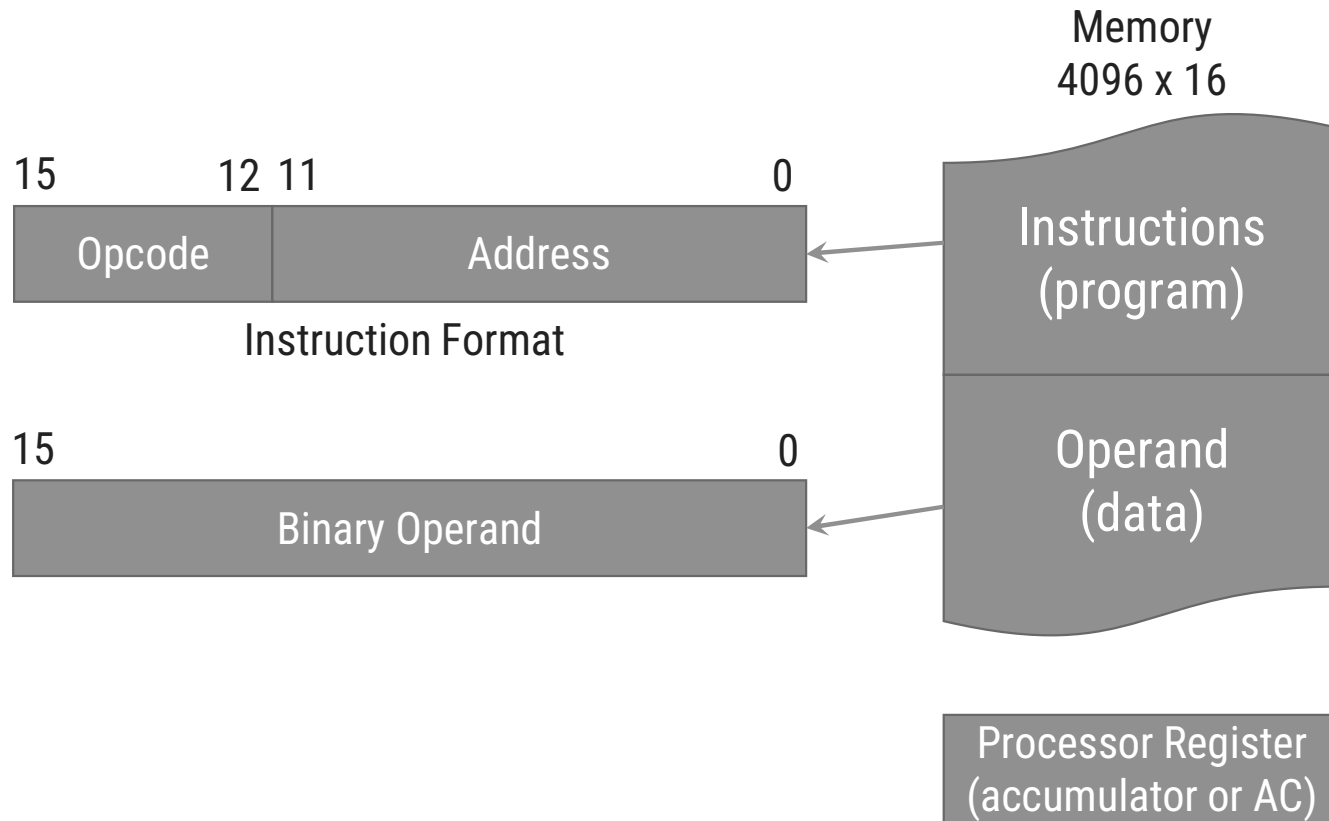 Memory
4096 x 16
15 12 11 0
Opcode Address
Instruction Format
Instructions
(program)
15 0
Binary Operand
Operand
(data)
Processor Register
(accumulator or AC)